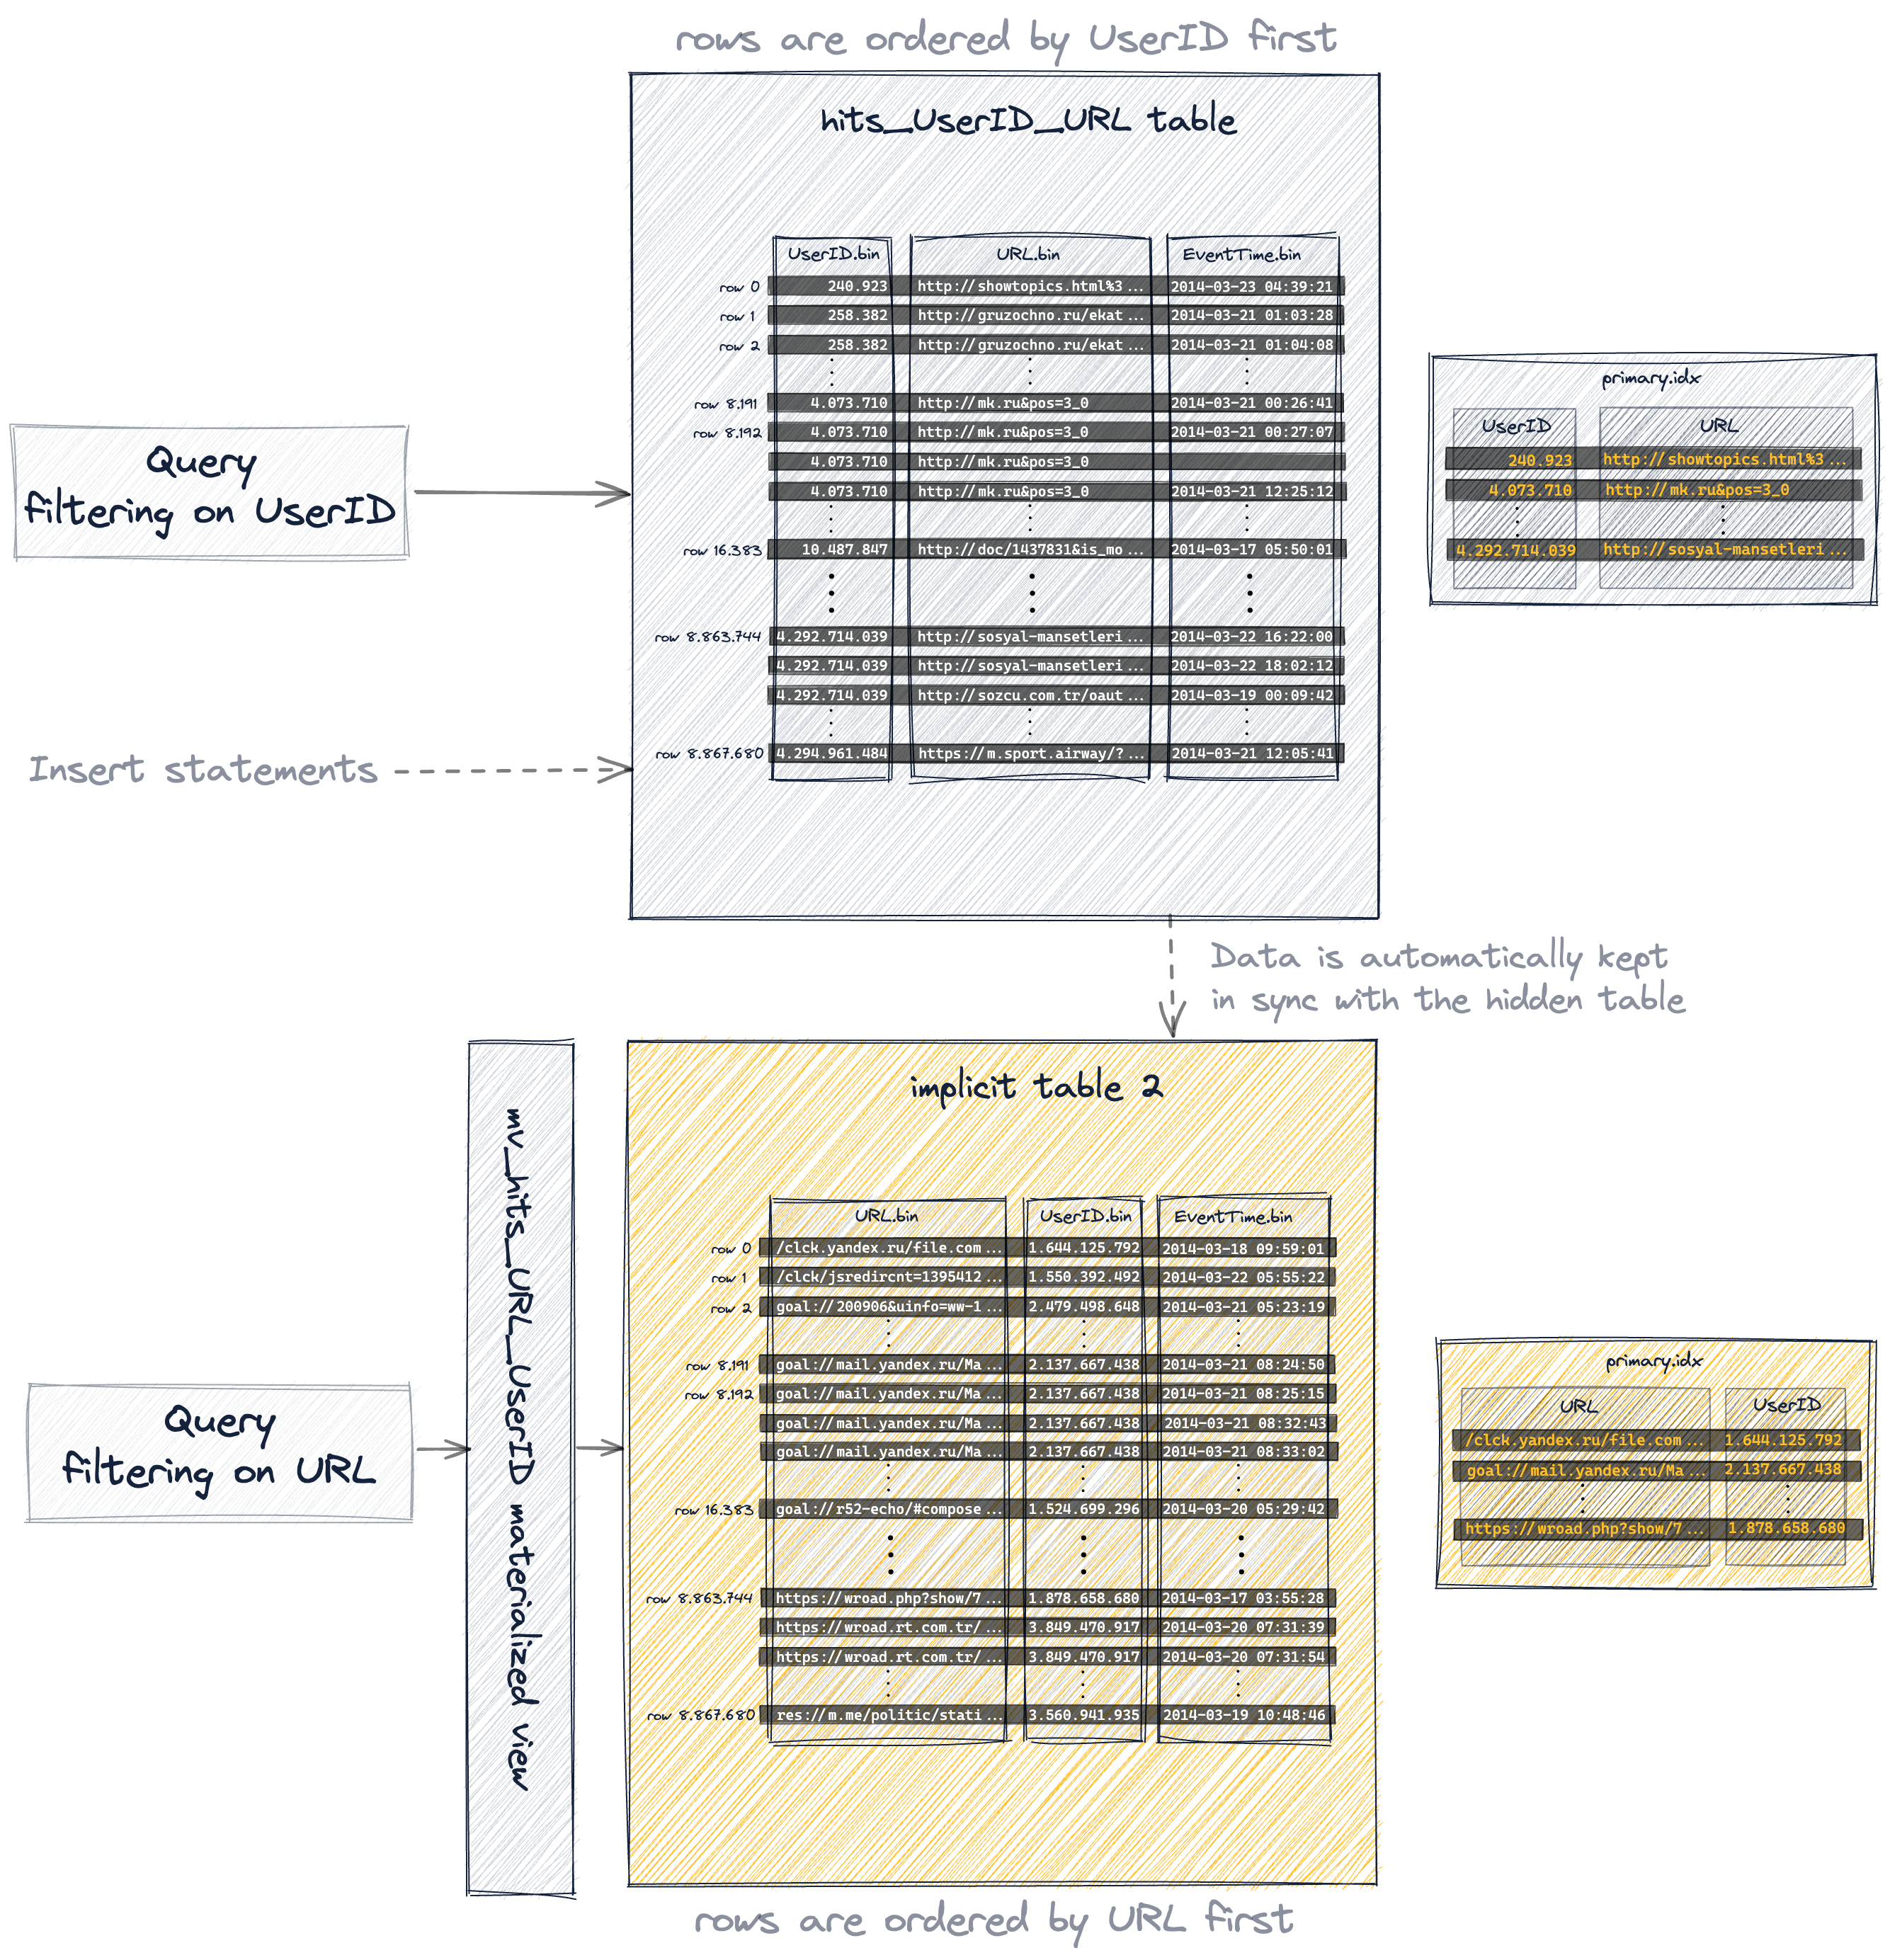 rows are ordered by UserID first
hits_UserID_URL table
UserID.bin URL.bin EventTime.bin
row 0 240.923 http://showtopics.html%3 ... 2014-03-23 04:39:21
row 1 258.382 http://gruzochno.ru/ekat ... 2014-03-21 01:03:28
row 2 258.382 http://gruzochno.ru/ekat ... 2014-03-21 01:04:08
row 8.191 4.073.710 http://mk.ru&pos=3_0 2014-03-21 00:26:41
row 8.192 4.073.710 http://mk.ru&pos=3_0 2014-03-21 00:27:07
4.073.710 http://mk.ru&pos=3_0
4.073.710 http://mk.ru&pos=3_0 2014-03-21 12:25:12
row 16.383 10.487.847 http://doc/1437831&is_mo ... 2014-03-17 05:50:01
row 8.863.744 4.292.714.039 http://sosyal-mansetleri ... 2014-03-22 16:22:00
4.292.714.039 http://sosyal-mansetleri ... 2014-03-22 18:02:12
4.292.714.039 http://sozcu.com.tr/oaut ... 2014-03-19 00:09:42
row 8.867.680 4.294.961.484 https://m.sport.airway/? ... 2014-03-21 12:05:41
primary.idx
UserID URL
240.923 http://showtopics.html%3 ...
4.073.710 http://mk.ru&pos=3_0
4.292.714.039 http://sosyal-mansetleri ...
Query
filtering on UserID
Insert statements
Data is automatically kept
in sync with the hidden table
implicit table 2
URL.bin UserID.bin EventTime.bin
row 0 /clck.yandex.ru/file.com ... 1.644.125.792 2014-03-18 09:59:01
row 1 /clck/jsredircnt=1395412 ... 1.550.392.492 2014-03-22 05:55:22
row 2 goal://200906&uinfo=ww-1 ... 2.479.498.648 2014-03-21 05:23:19
row 8.191 goal://mail.yandex.ru/Ma ... 2.137.667.438 2014-03-21 08:24:50
row 8.192 goal://mail.yandex.ru/Ma ... 2.137.667.438 2014-03-21 08:25:15
goal://mail.yandex.ru/Ma ... 2.137.667.438 2014-03-21 08:32:43
goal://mail.yandex.ru/Ma ... 2.137.667.438 2014-03-21 08:33:02
row 16.383 goal://r52-echo/#compose ... 1.524.699.296 2014-03-20 05:29:42
row 8.863.744 https://wroad.php?show/7 ... 1.878.658.680 2014-03-17 03:55:28
https://wroad.rt.com.tr/ ... 3.849.470.917 2014-03-20 07:31:39
https://wroad.rt.com.tr/ ... 3.849.470.917 2014-03-20 07:31:54
row 8.867.680 res://m.me/politic/stati ... 3.560.941.935 2014-03-19 10:48:46
primary.idx
URL UserID
/clck.yandex.ru/file.com ... 1.644.125.792
goal://mail.yandex.ru/Ma ... 2.137.667.438
https://wroad.php?show/7 ... 1.878.658.680
Query
filtering on URL
mv_hits_URL_UserID materialized view
rows are ordered by URL first